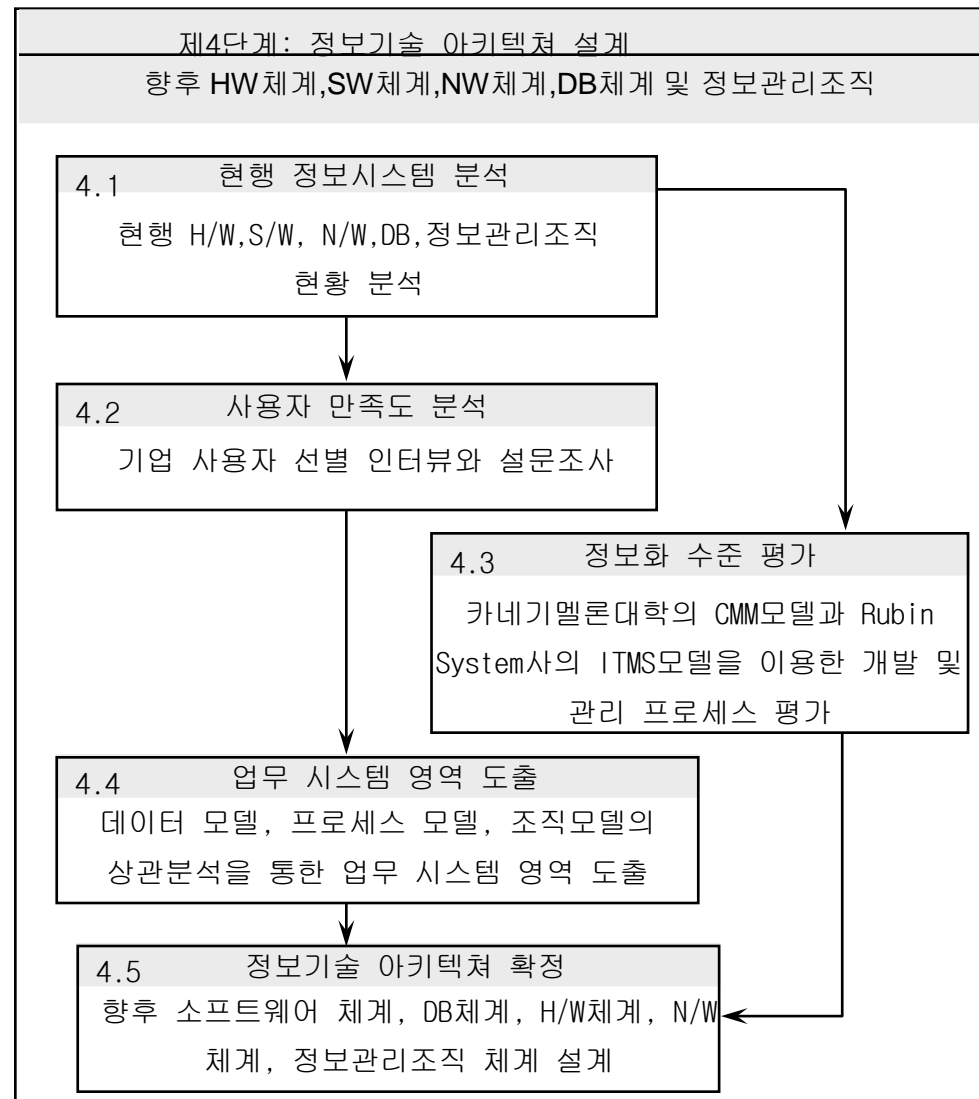 제4단계: 정보기술 아키텍쳐 설계
향후 HW체계,SW체계,NW체계,DB체계 및 정보관리조직
4.1 현행 정보시스템 분석
현행 H/W,S/W, N/W,DB,정보관리조직
현황 분석
4.2 사용자 만족도 분석
기업 사용자 선별 인터뷰와 설문조사
4.3 정보화 수준 평가
카네기멜론대학의 CMM모델과 Rubin
System사의 ITMS모델을 이용한 개발 및
관리 프로세스 평가
4.4 업무 시스템 영역 도출
데이터 모델, 프로세스 모델, 조직모델의
상관분석을 통한 업무 시스템 영역 도출
4.5 정보기술 아키텍쳐 확정
향후 소프트웨어 체계, DB체계, H/W체계, N/W
체계, 정보관리조직 체계 설계